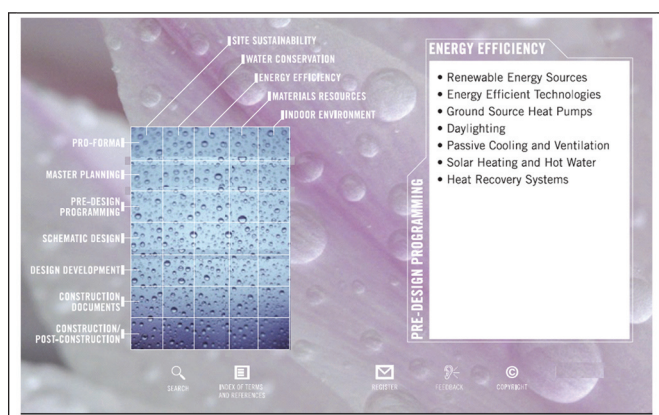 SITE SUSTAINABILITY
WATER CONSERVATION
ENERGY EFFICIENCY
MATERIALS RESOURCES
INDOOR ENVIRONMENT
PRO-FORMA
MASTER PLANNING
PRE-DESIGN
PROGRAMMING
SCHEMATIC DESIGN
DESIGN DEVELOPMENT
CONSTRUCTION
DOCUMENTS
CONSTRUCTION/
POST-CONSTRUCTION
ENERGY EFFICIENCY
PRE-DESIGN PROGRAMMING
• Renewable Energy Sources
• Energy Efficient Technologies
• Ground Source Heat Pumps
• Daylighting
• Passive Cooling and Ventilation
• Solar Heating and Hot Water
• Heat Recovery Systems
SEARCH
INDEX OF TERMS
AND REFERENCES
REGISTER
FEEDBACK
©
COPYRIGHT